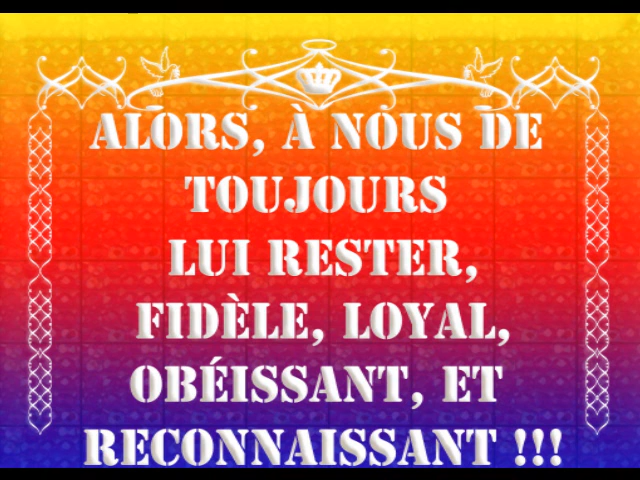 ALORS, À NOUS DE
TOUJOURS
LUI RESTER,
FIDÈLE, LOYAL,
OBÉISSANT, ET
RECONNAISSANT !!!